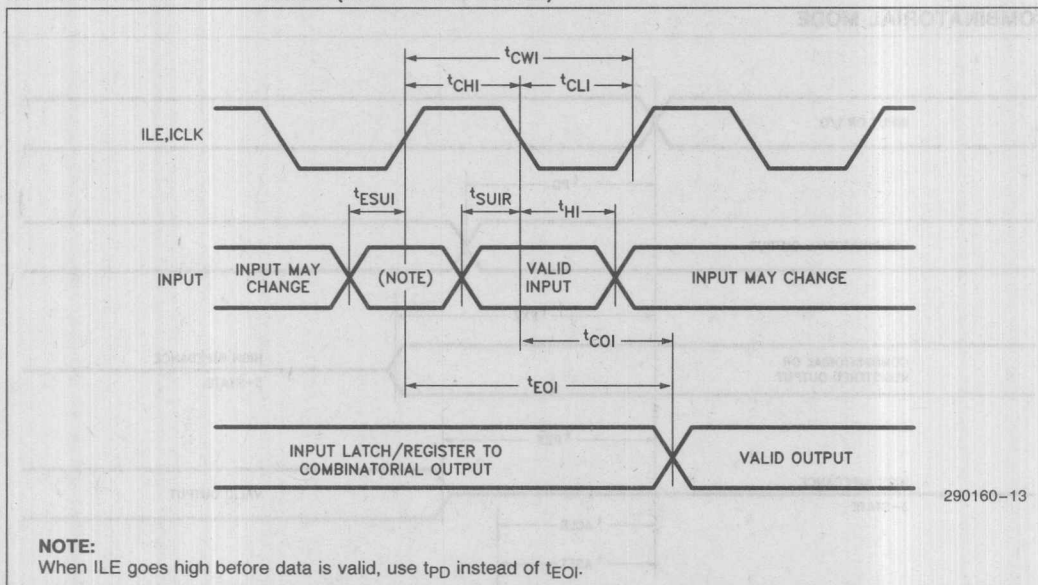 COMBINATORIAL MODE
tCWI
tCHI
tCLI
ILE,ICLK
tESUI
tSUIR
tHI
INPUT
INPUT MAY
CHANGE
(NOTE)
VALID
INPUT
INPUT MAY CHANGE
tCOI
tEOI
INPUT LATCH/REGISTER TO
COMBINATORIAL OUTPUT
VALID OUTPUT
290160-13
NOTE:
When ILE goes high before data is valid, use tPD instead of tEOI.